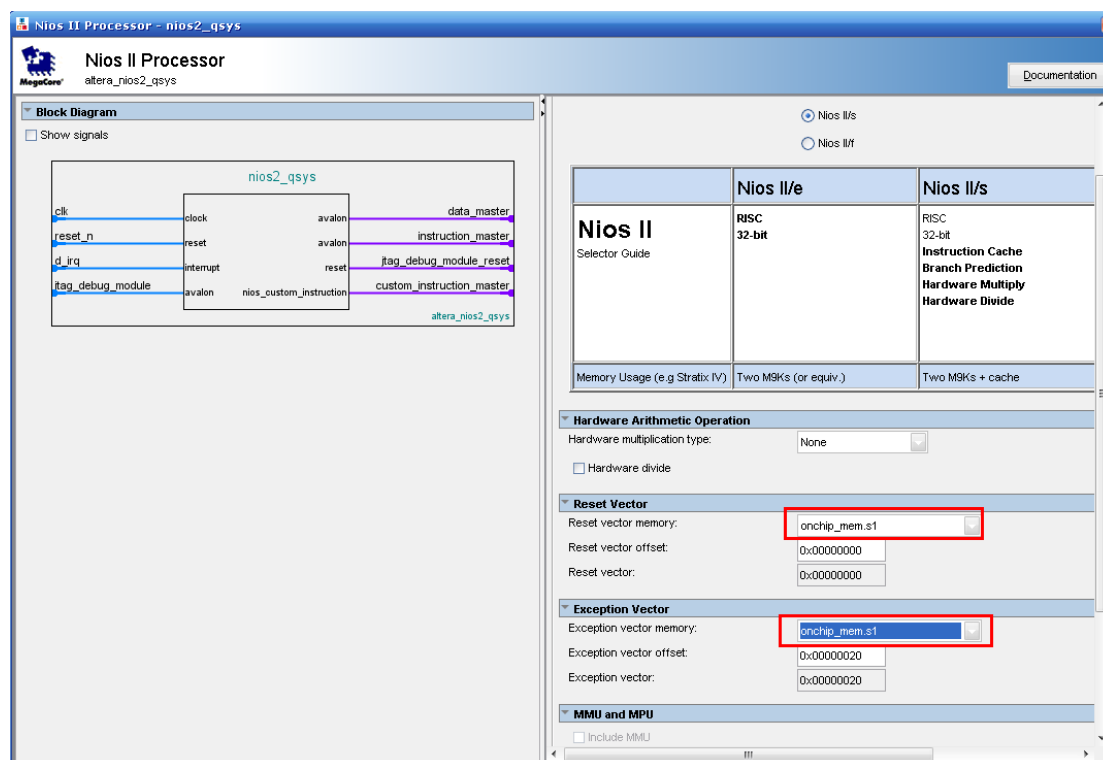 Nios II Processor - nios2_qsys
MegaCore'
Nios II Processor
altera_nios2_qsys
Documentation
Block Diagram
Show signals
nios2_qsys
clk
clock
avalon
data_master
reset_n
reset
avalon
instruction_master
d_irq
interrupt
reset
jtag_debug_module_reset
jtag_debug_module
avalon
nios_custom_instruction
custom_instruction_master
altera_nios2_qsys
Nios II/s
Nios II/f
Nios II/e
Nios II/s
Nios II
Selector Guide
RISC
32-bit
RISC
32-bit
Instruction Cache
Branch Prediction
Hardware Multiply
Hardware Divide
Memory Usage (e.g Stratix IV)
Two M9Ks (or equiv.)
Two M9Ks + cache
Hardware Arithmetic Operation
Hardware multiplication type:
None
Hardware divide
Reset Vector
Reset vector memory:
onchip_mem.s1
Reset vector offset:
0x00000000
Reset vector:
0x00000000
Exception Vector
Exception vector memory:
onchip_mem.s1
Exception vector offset:
0x00000020
Exception vector:
0x00000020
MMU and MPU
Include MMU